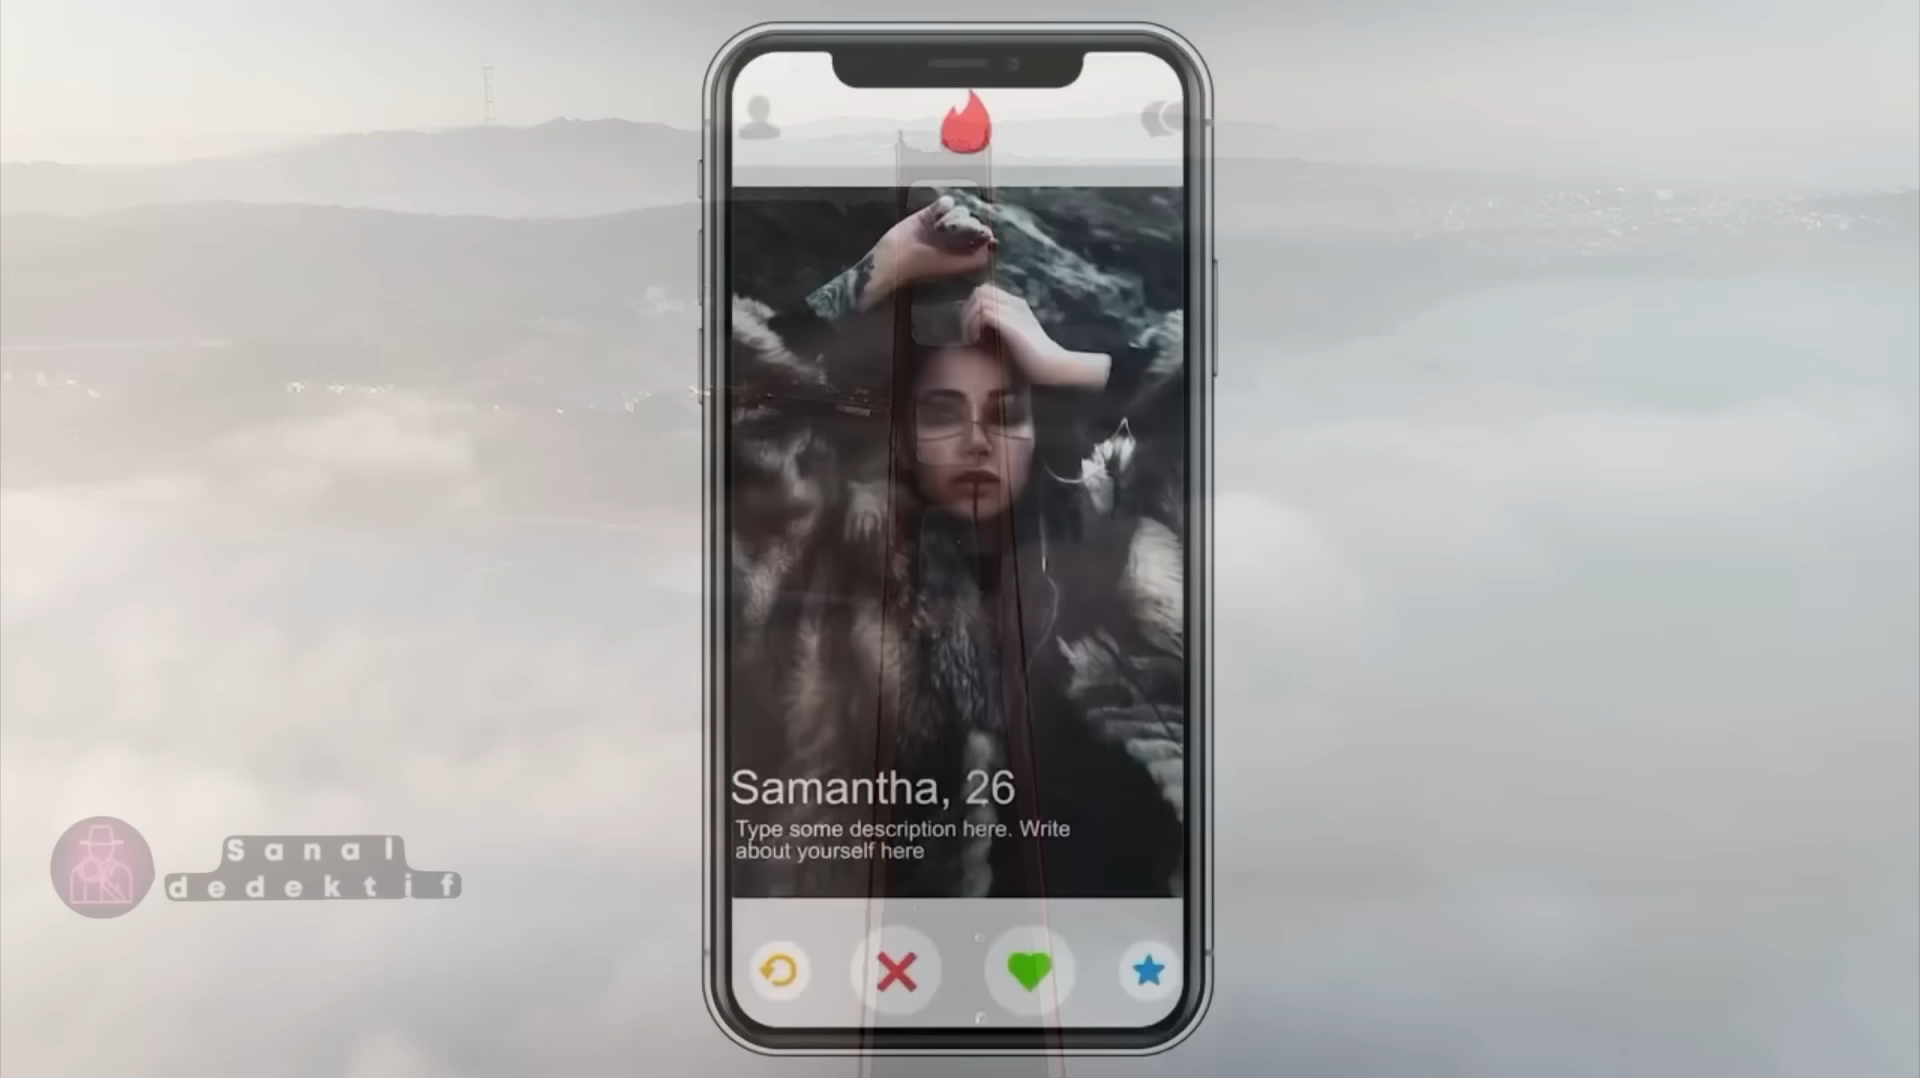 Samantha, 26
Type some description here. Write
about yourself here
Sanal
dedektif